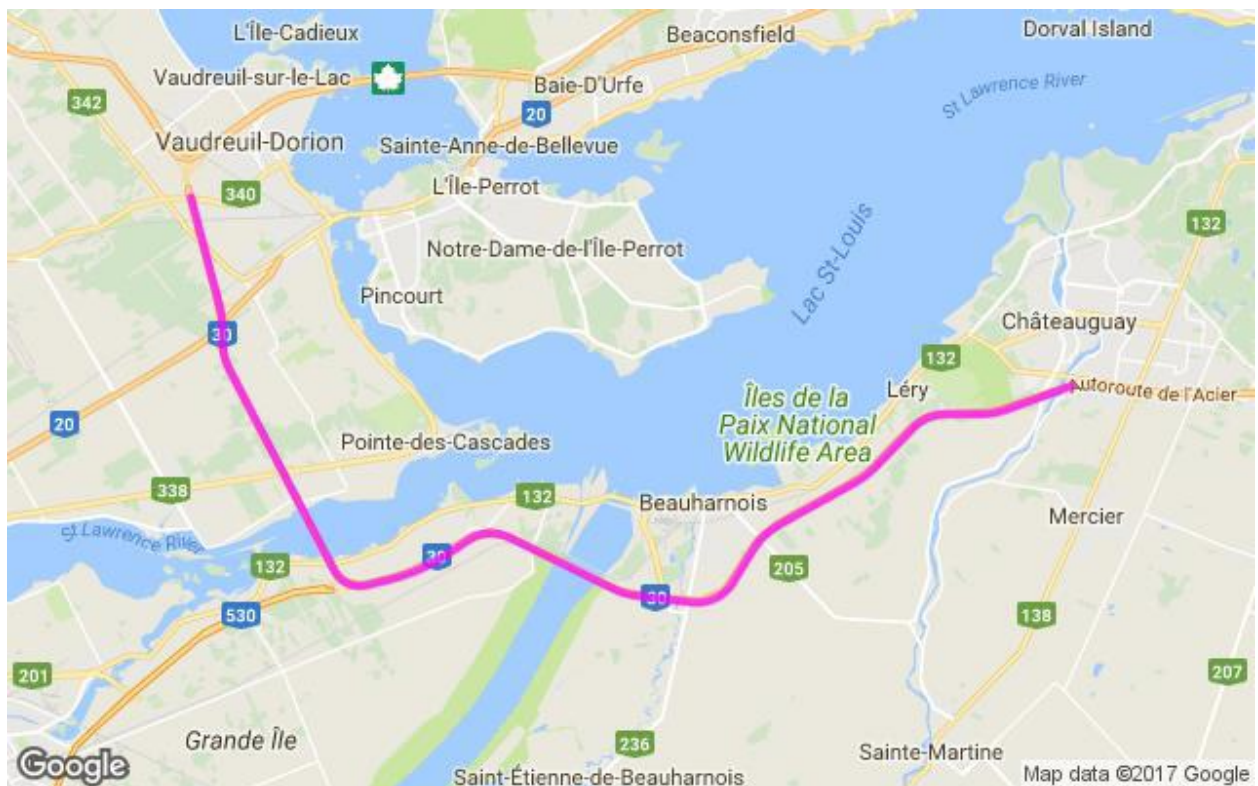 L'Île-Cadieux
Beaconsfield
Dorval Island
Vaudreuil-sur-le-Lac
Baie-D'Urfe
St Lawrence River
342
20
Vaudreuil-Dorion
Sainte-Anne-de-Bellevue
340
L'Île-Perrot
132
Notre-Dame-de-l'Île-Perrot
Lac St-Louis
Pincourt
30
Châteauguay
132
Léry
Autoroute de l'Acier
Îles de la
Paix National
Wildlife Area
20
Pointe-des-Cascades
338
132
Beauharnois
Mercier
St Lawrence River
132
30
205
530
30
138
201
207
Grande Île
236
Sainte-Martine
Saint-Étienne-de-Beauharnois
Google
Map data ©2017 Google